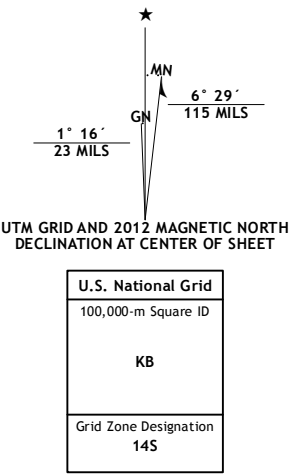 ★
MN
6° 29´
115 MILS
GN
1° 16´
23 MILS
UTM GRID AND 2012 MAGNETIC NORTH
DECLINATION AT CENTER OF SHEET
U.S. National Grid
100,000-m Square ID
KB
Grid Zone Designation
14S